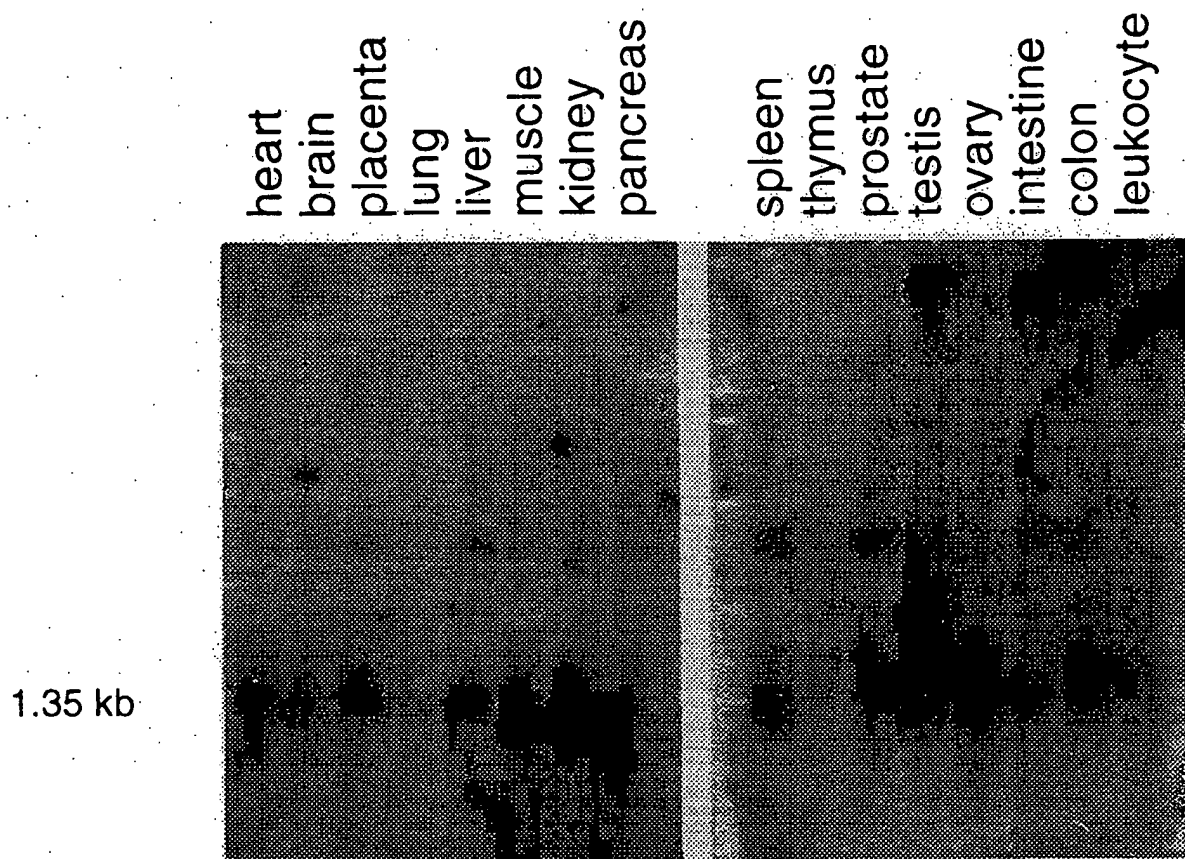 heart
brain
placenta
lung
liver
muscle
kidney
pancreas
spleen
thymus
prostate
testis
ovary
intestine
colon
leukocyte
1.35 kb